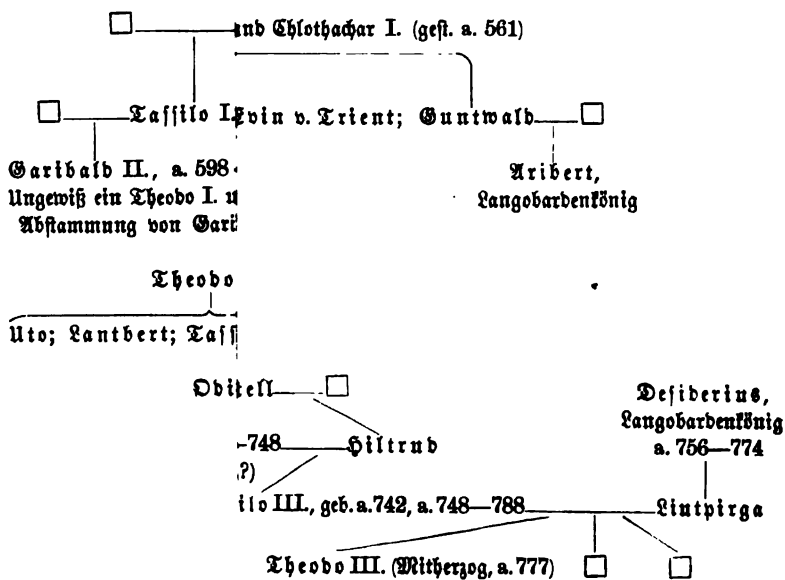 und Chlothachar I. (gest. a. 561)
Tassilo I. Evin v. Trient; Guntwald
Garibald II., a. 598
Aribert,
Ungewiß ein Theodo I. u
Langobardenkönig
Abstammung von Gari
Theodo
Uto; Lantbert; Tass
Obitell
Desiderius,
Langobardenkönig
—748 Hiltrud
a. 756—774
?)
ilo III., geb. a. 742, a. 748—788 Liutpirga
Theodo III. (Mitherzog, a. 777)